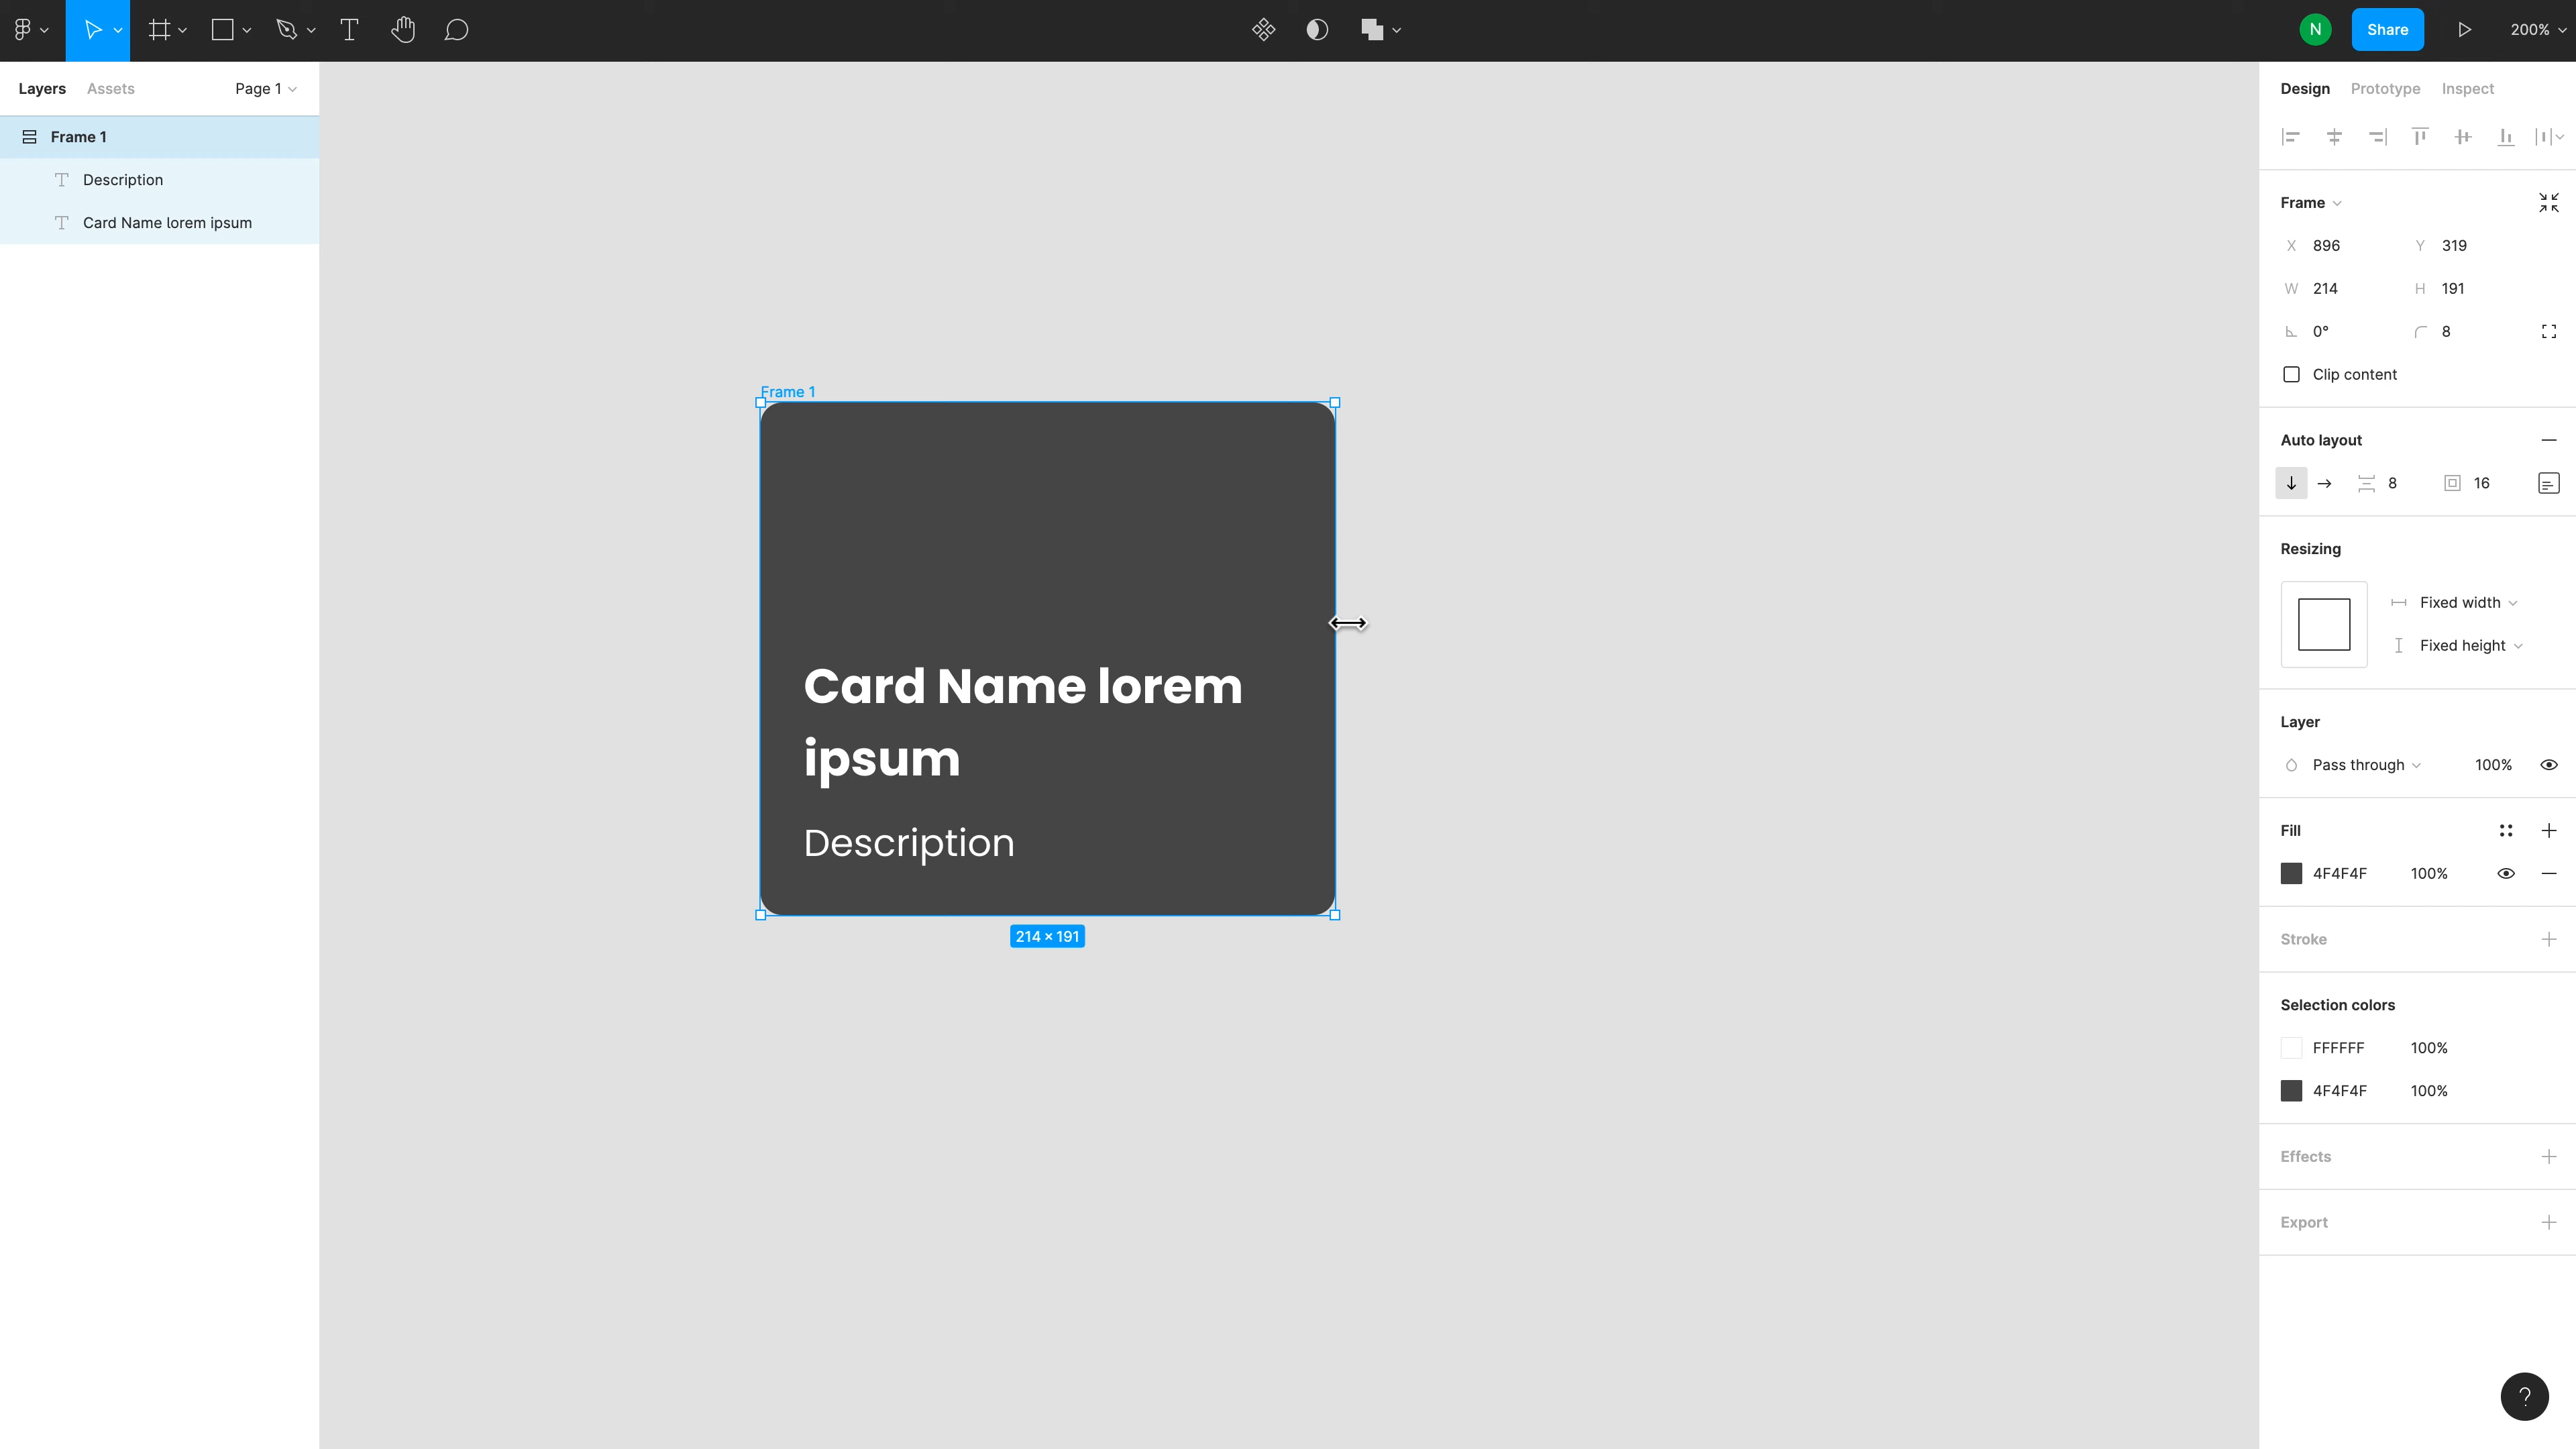 N
Share
200%
Layers
Assets
Page 1
Design
Prototype
Inspect
Frame 1
Description
Card Name lorem ipsum
Frame
X 896
Y 319
W 214
H 191
0°
8
Clip content
Auto layout
8
16
Resizing
Fixed width
Fixed height
Layer
Pass through
100%
Fill
4F4F4F
100%
Stroke
Selection colors
FFFFFF
100%
4F4F4F
100%
Effects
Export
?
Frame 1
Card Name lorem
ipsum
Description
214 × 191